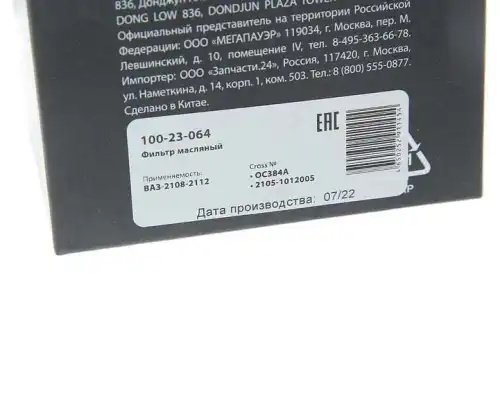 836, Донджун
DONG LOW 836, DONDJUN PLAZA TOWER
Официальный представитель на территории Российской
Федерации: ООО «МЕГАПАУЭР» 119034, г. Москва, пер. М.
Левшинский, д. 10, помещение IV, тел.: 8-495-363-66-78.
Импортер: ООО «Запчасти.24», Россия, 117420, г. Москва,
ул. Наметкина, д. 14, корп. 1, ком. 503. Тел.: 8 (800) 555-0877.
Сделано в Китае.
100-23-064
Фильтр масляный
EAC
Применяемость:
ВАЗ-2108-2112
Cross №
• OC384A
• 2105-1012005
Дата производства: 07/22